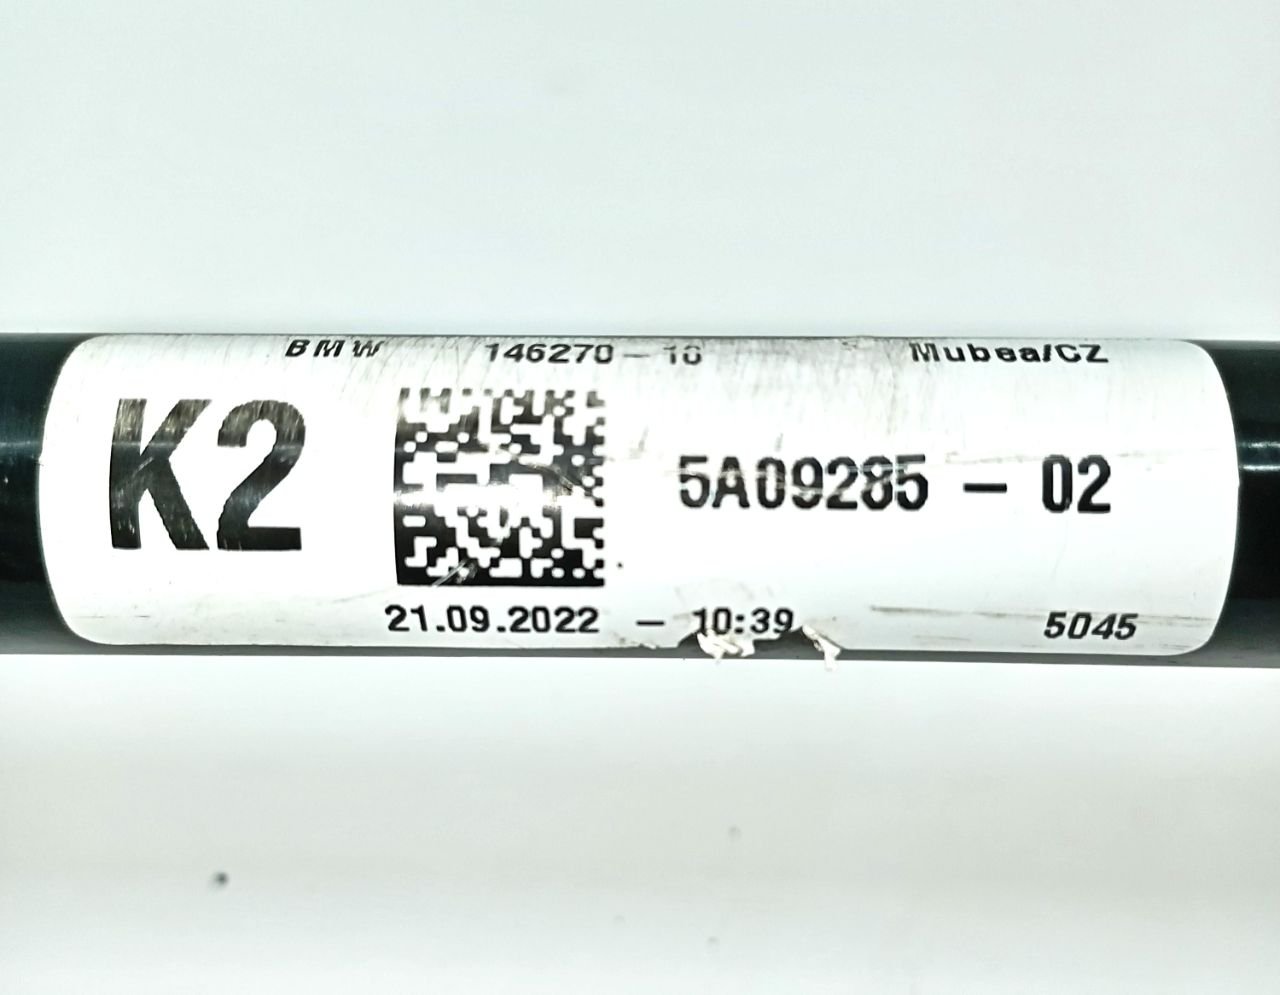 BMW 146270 - 10 Mubea/CZ
K2
5A09285 - 02
21.09.2022 - 10:39 5045